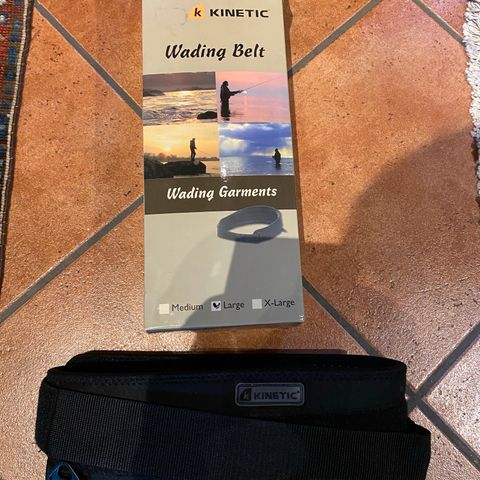 k KINETIC
Wading Belt
Wading Garments
Medium Large X-Large
k KINETIC